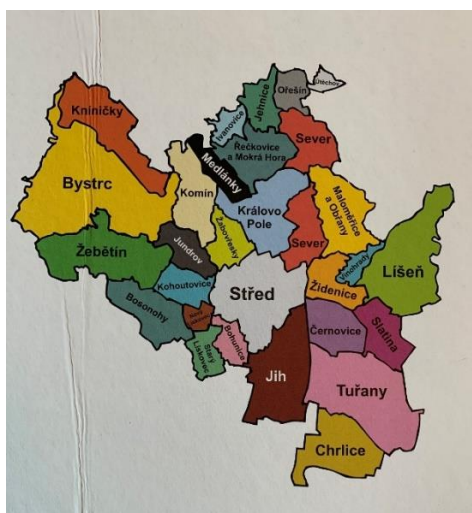 Útěchov
Ořešín
Jehnice
Kníničky
Ivanovice
Sever
Řečkovice
a Mokrá Hora
Medlánky
Bystrc
Komín
Maloměřice
a Obřany
Královo
Pole
Žabovřesky
Sever
Jundrov
Žebětín
Vinohrady
Líšeň
Kohoutovice
Střed
Židenice
Bosonohy
Nový
Lískovec
Černovice
Slatina
Starý
Lískovec
Bohunice
Jih
Tuřany
Chrlice